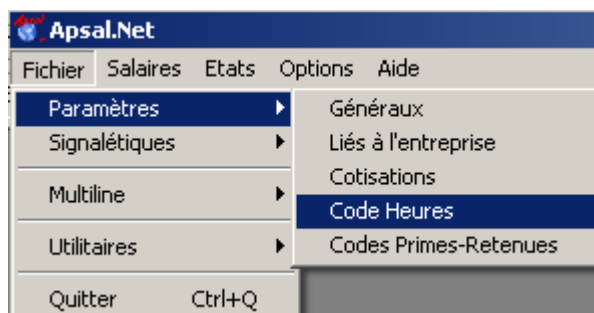 Apsal
Apsal.Net
Fichier Salaires Etats Options Aide
Paramètres
Signalétiques
Multiline
Utilitaires
Quitter Ctrl+Q
Généraux
Liés à l'entreprise
Cotisations
Code Heures
Codes Primes-Retenues